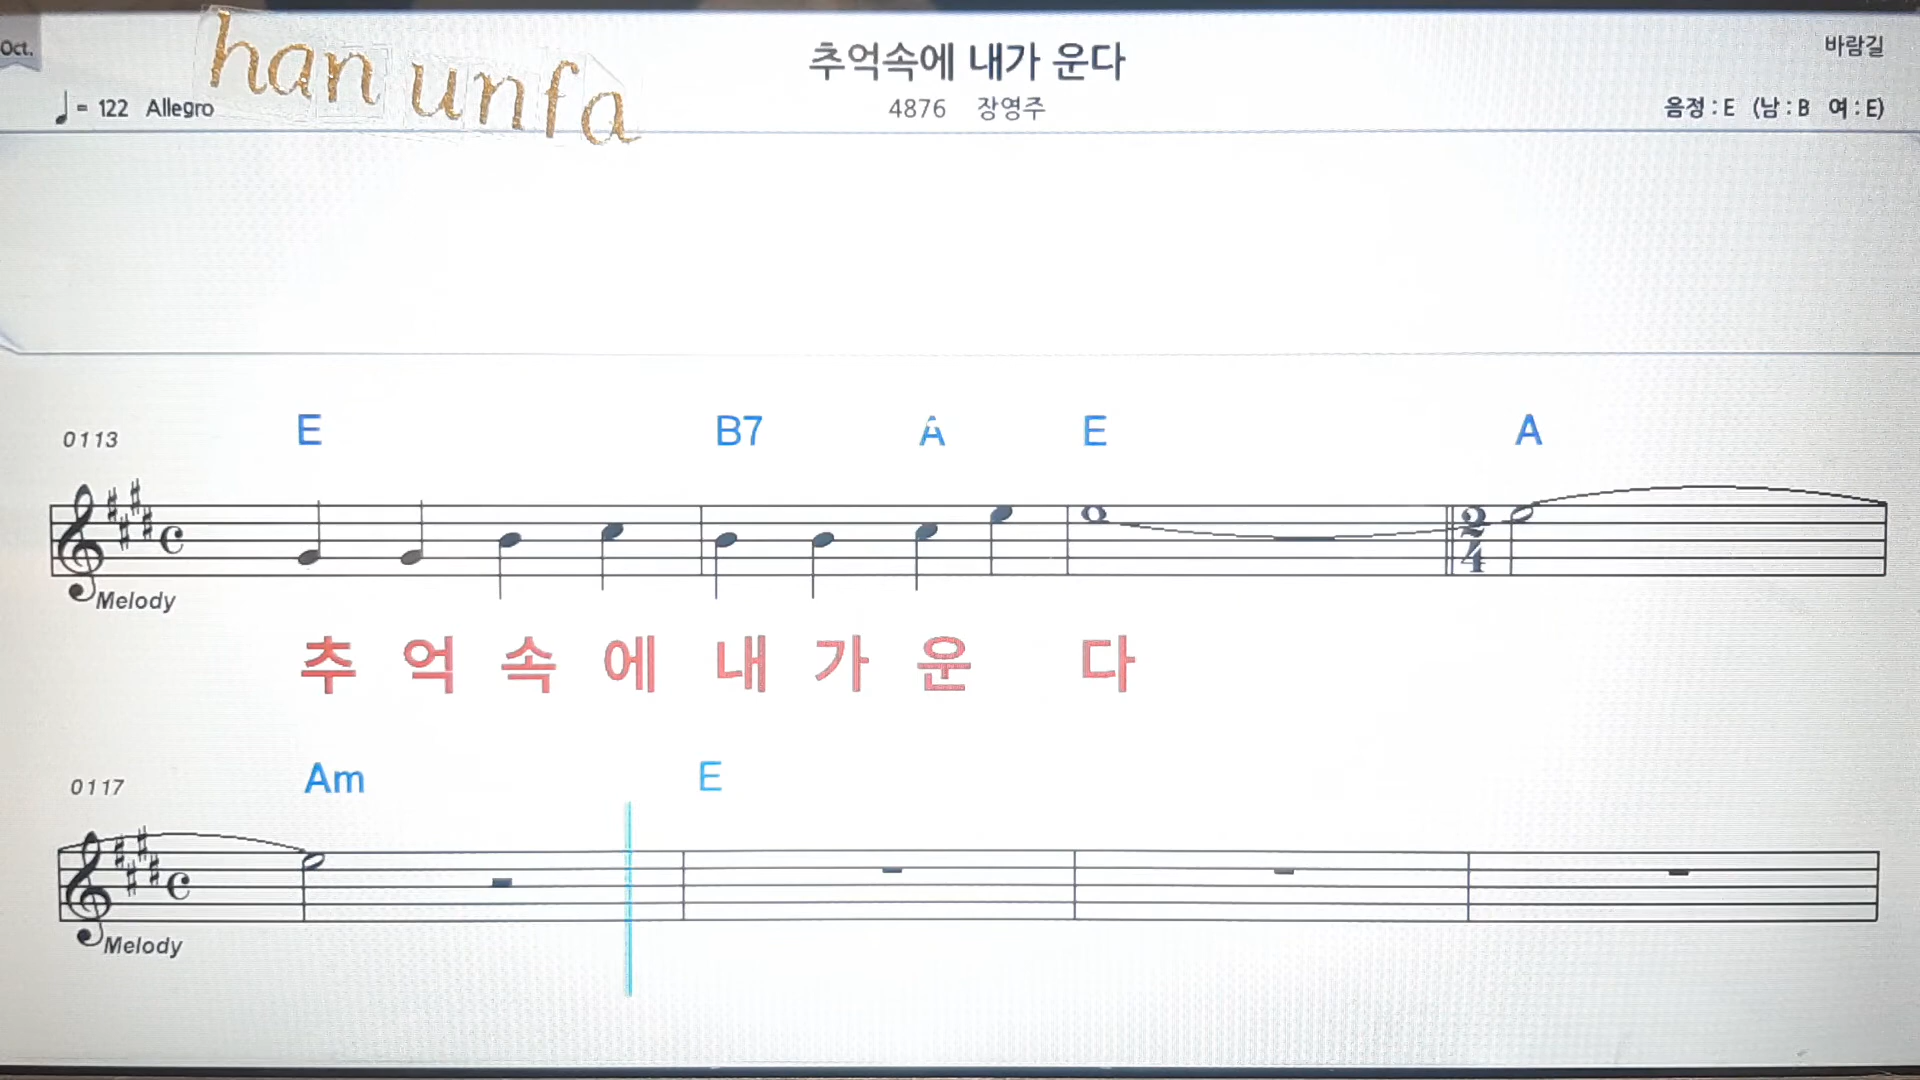 Oct.
han unfa
추억속에 내가 운다
바람길
♩= 122 Allegro
4876 장영주
음정 : E (남 : B 여 : E)
E B7 A E A
0113
2
4
Melody
추 억 속 에 내 가 운 다
Am E
0117
Melody